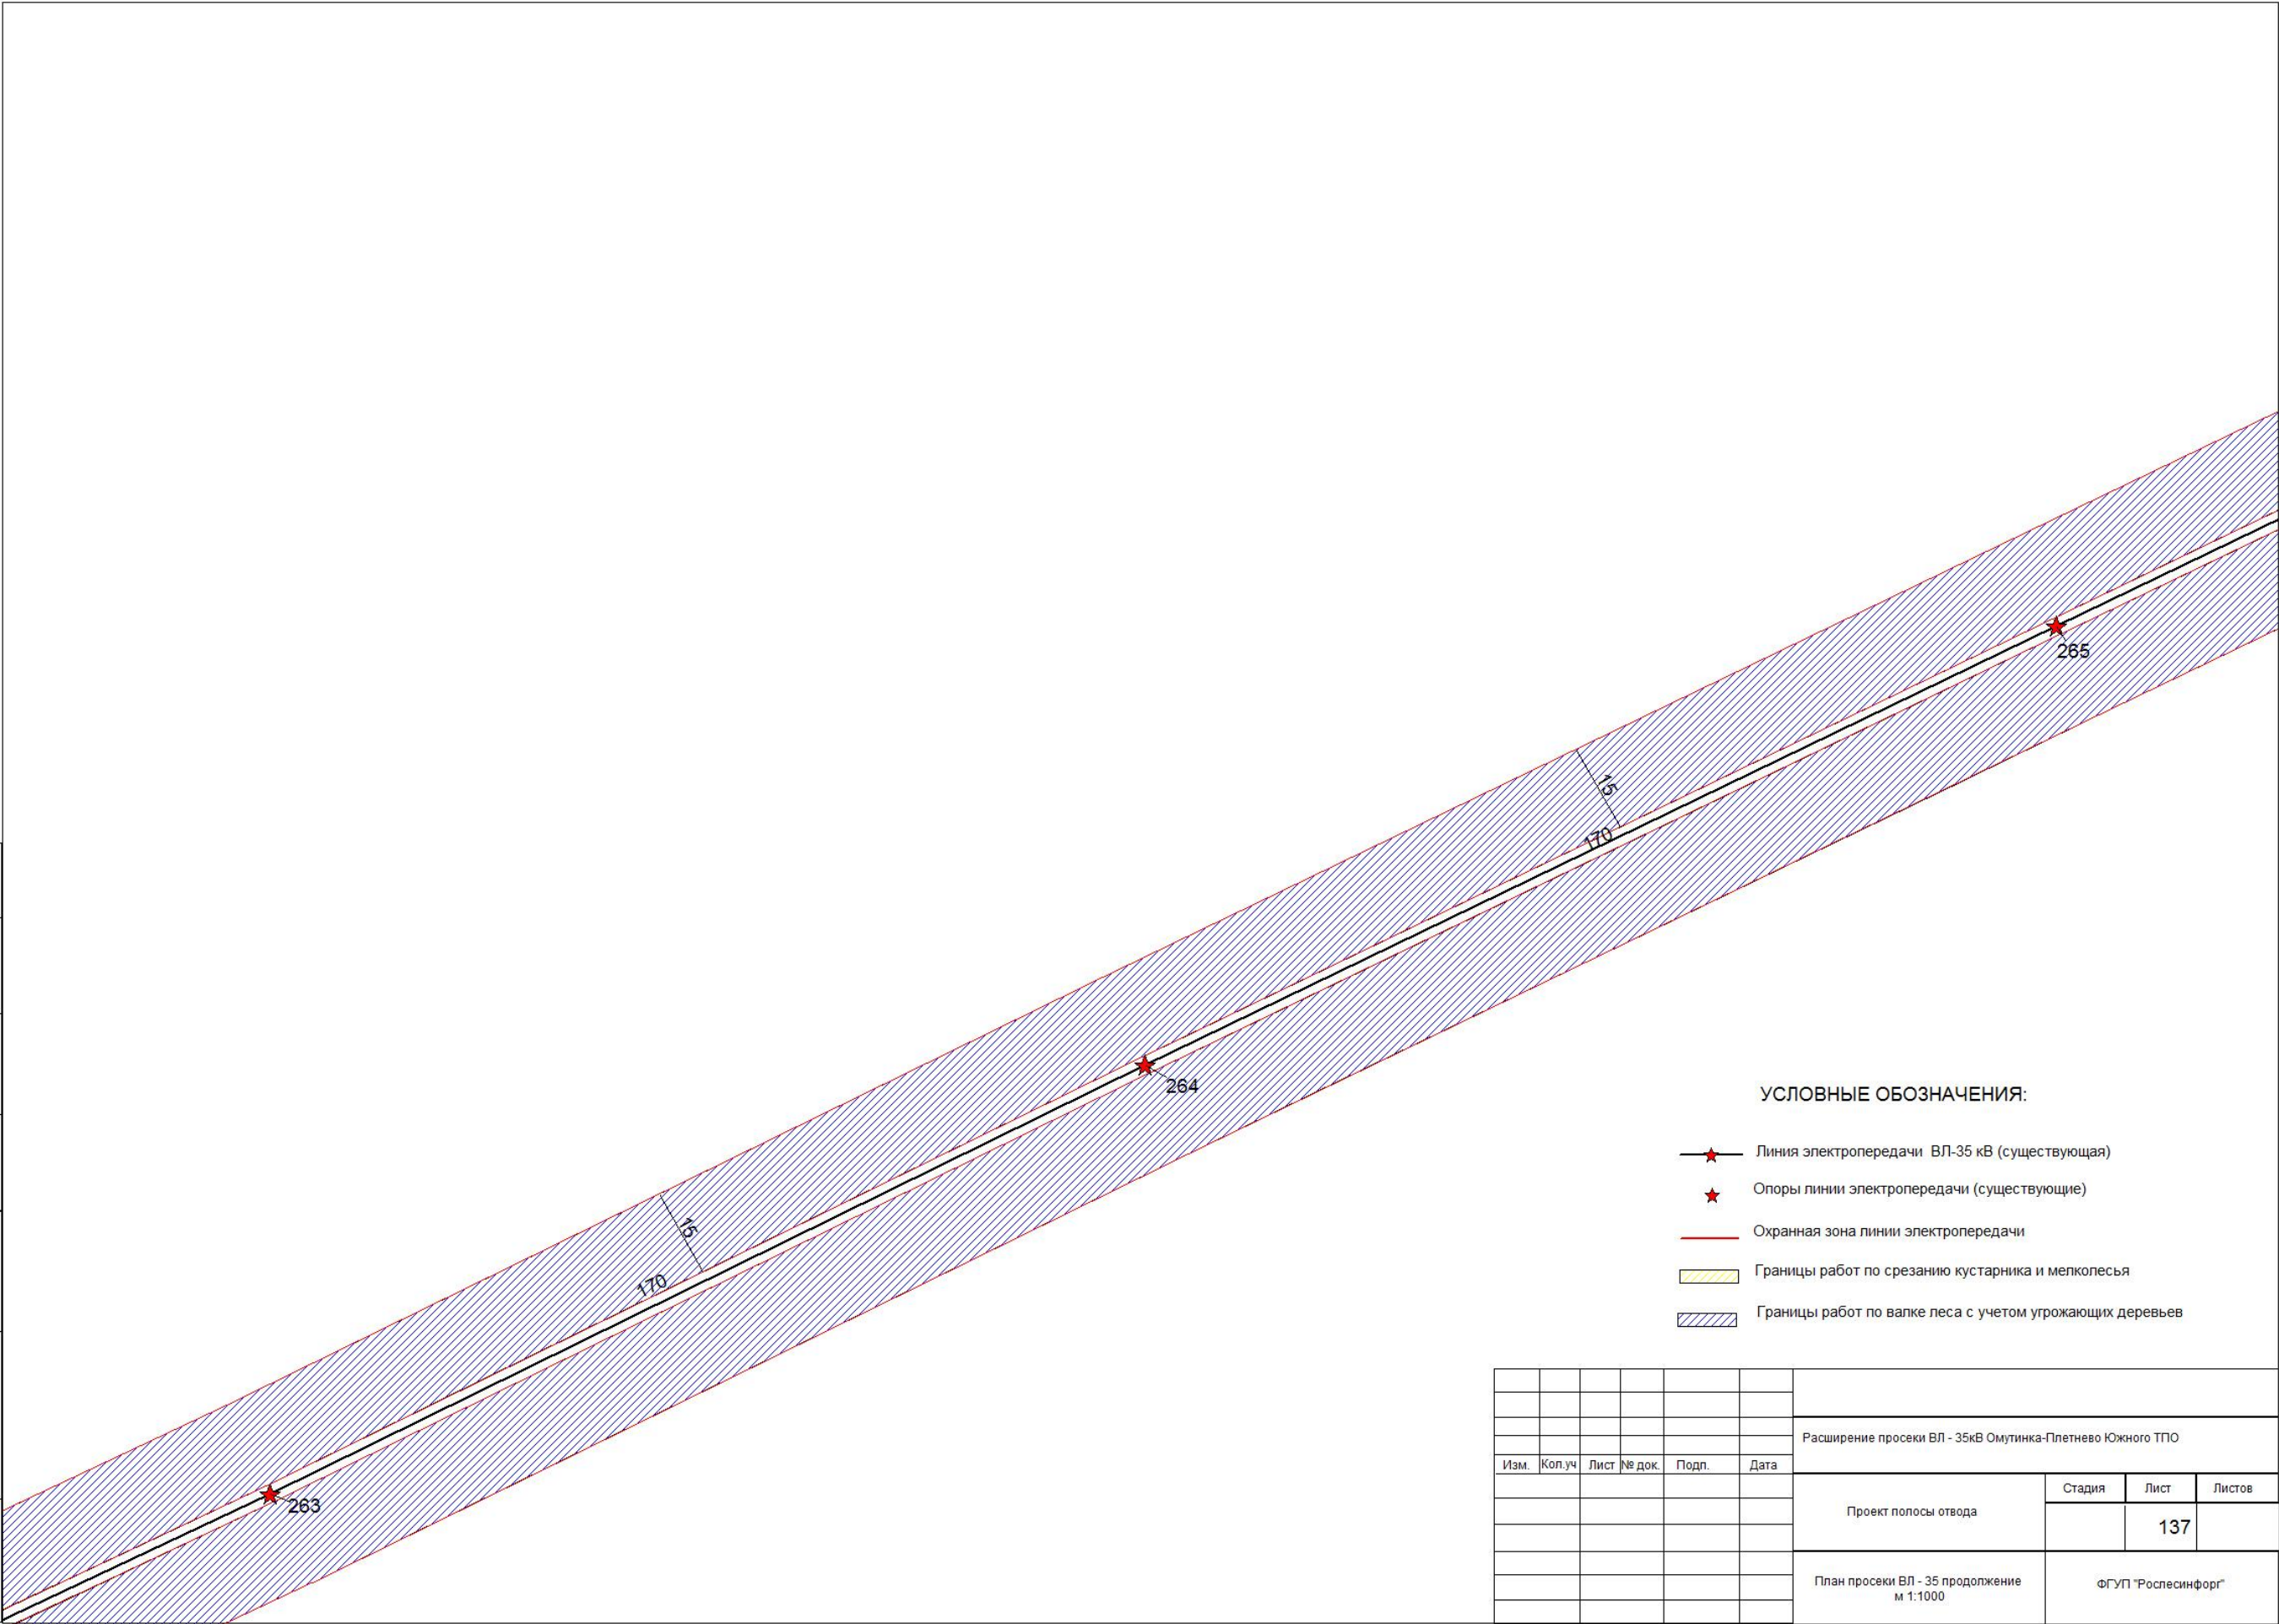 265
15
170
264
15
170
263
УСЛОВНЫЕ ОБОЗНАЧЕНИЯ:
Линия электропередачи ВЛ-35 кВ (существующая)
Опоры линии электропередачи (существующие)
Охранная зона линии электропередачи
Границы работ по срезанию кустарника и мелколесья
Границы работ по валке леса с учетом угрожающих деревьев
Расширение просеки ВЛ - 35кВ Омутинка-Плетнево Южного ТПО
Изм. Кол.уч Лист № док. Подп. Дата
Стадия Лист Листов
Проект полосы отвода
137
План просеки ВЛ - 35 продолжение
м 1:1000
ФГУП "Рослесинфорг"